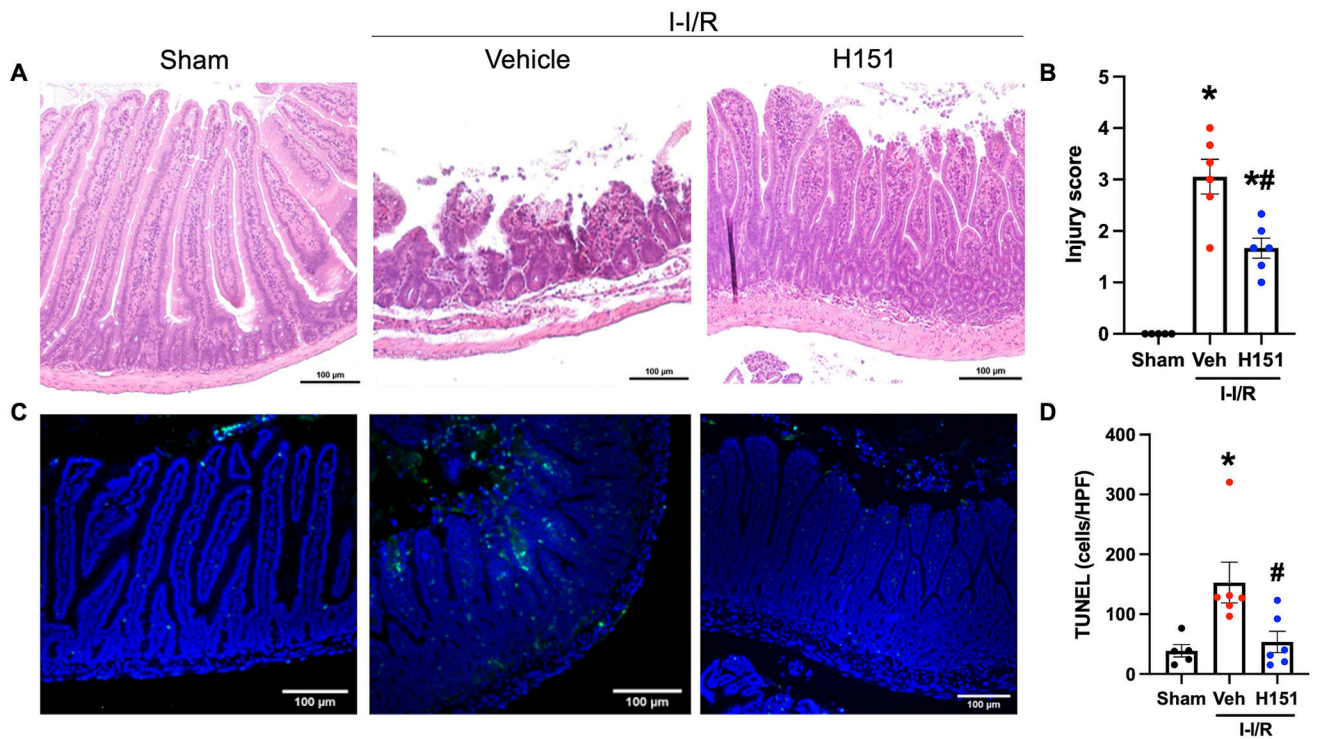 I-I/R
Sham Vehicle H151
A
100 µm 100 µm 100 µm
B
Injury score
5
4
3
2
1
0
*
*#
Sham Veh H151
I-I/R
C
100 µm 100 µm 100 µm
D
TUNEL (cells/HPF)
400
300
200
100
0
*
#
Sham Veh H151
I-I/R